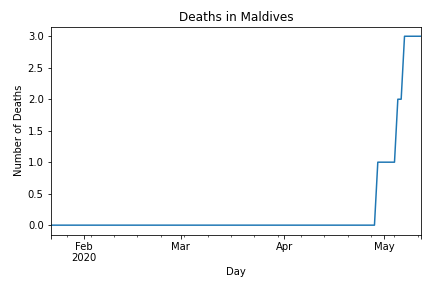 Deaths in Maldives
3.0
2.5
2.0
1.5
1.0
0.5
0.0
Number of Deaths
Feb
2020
Mar
Apr
May
Day